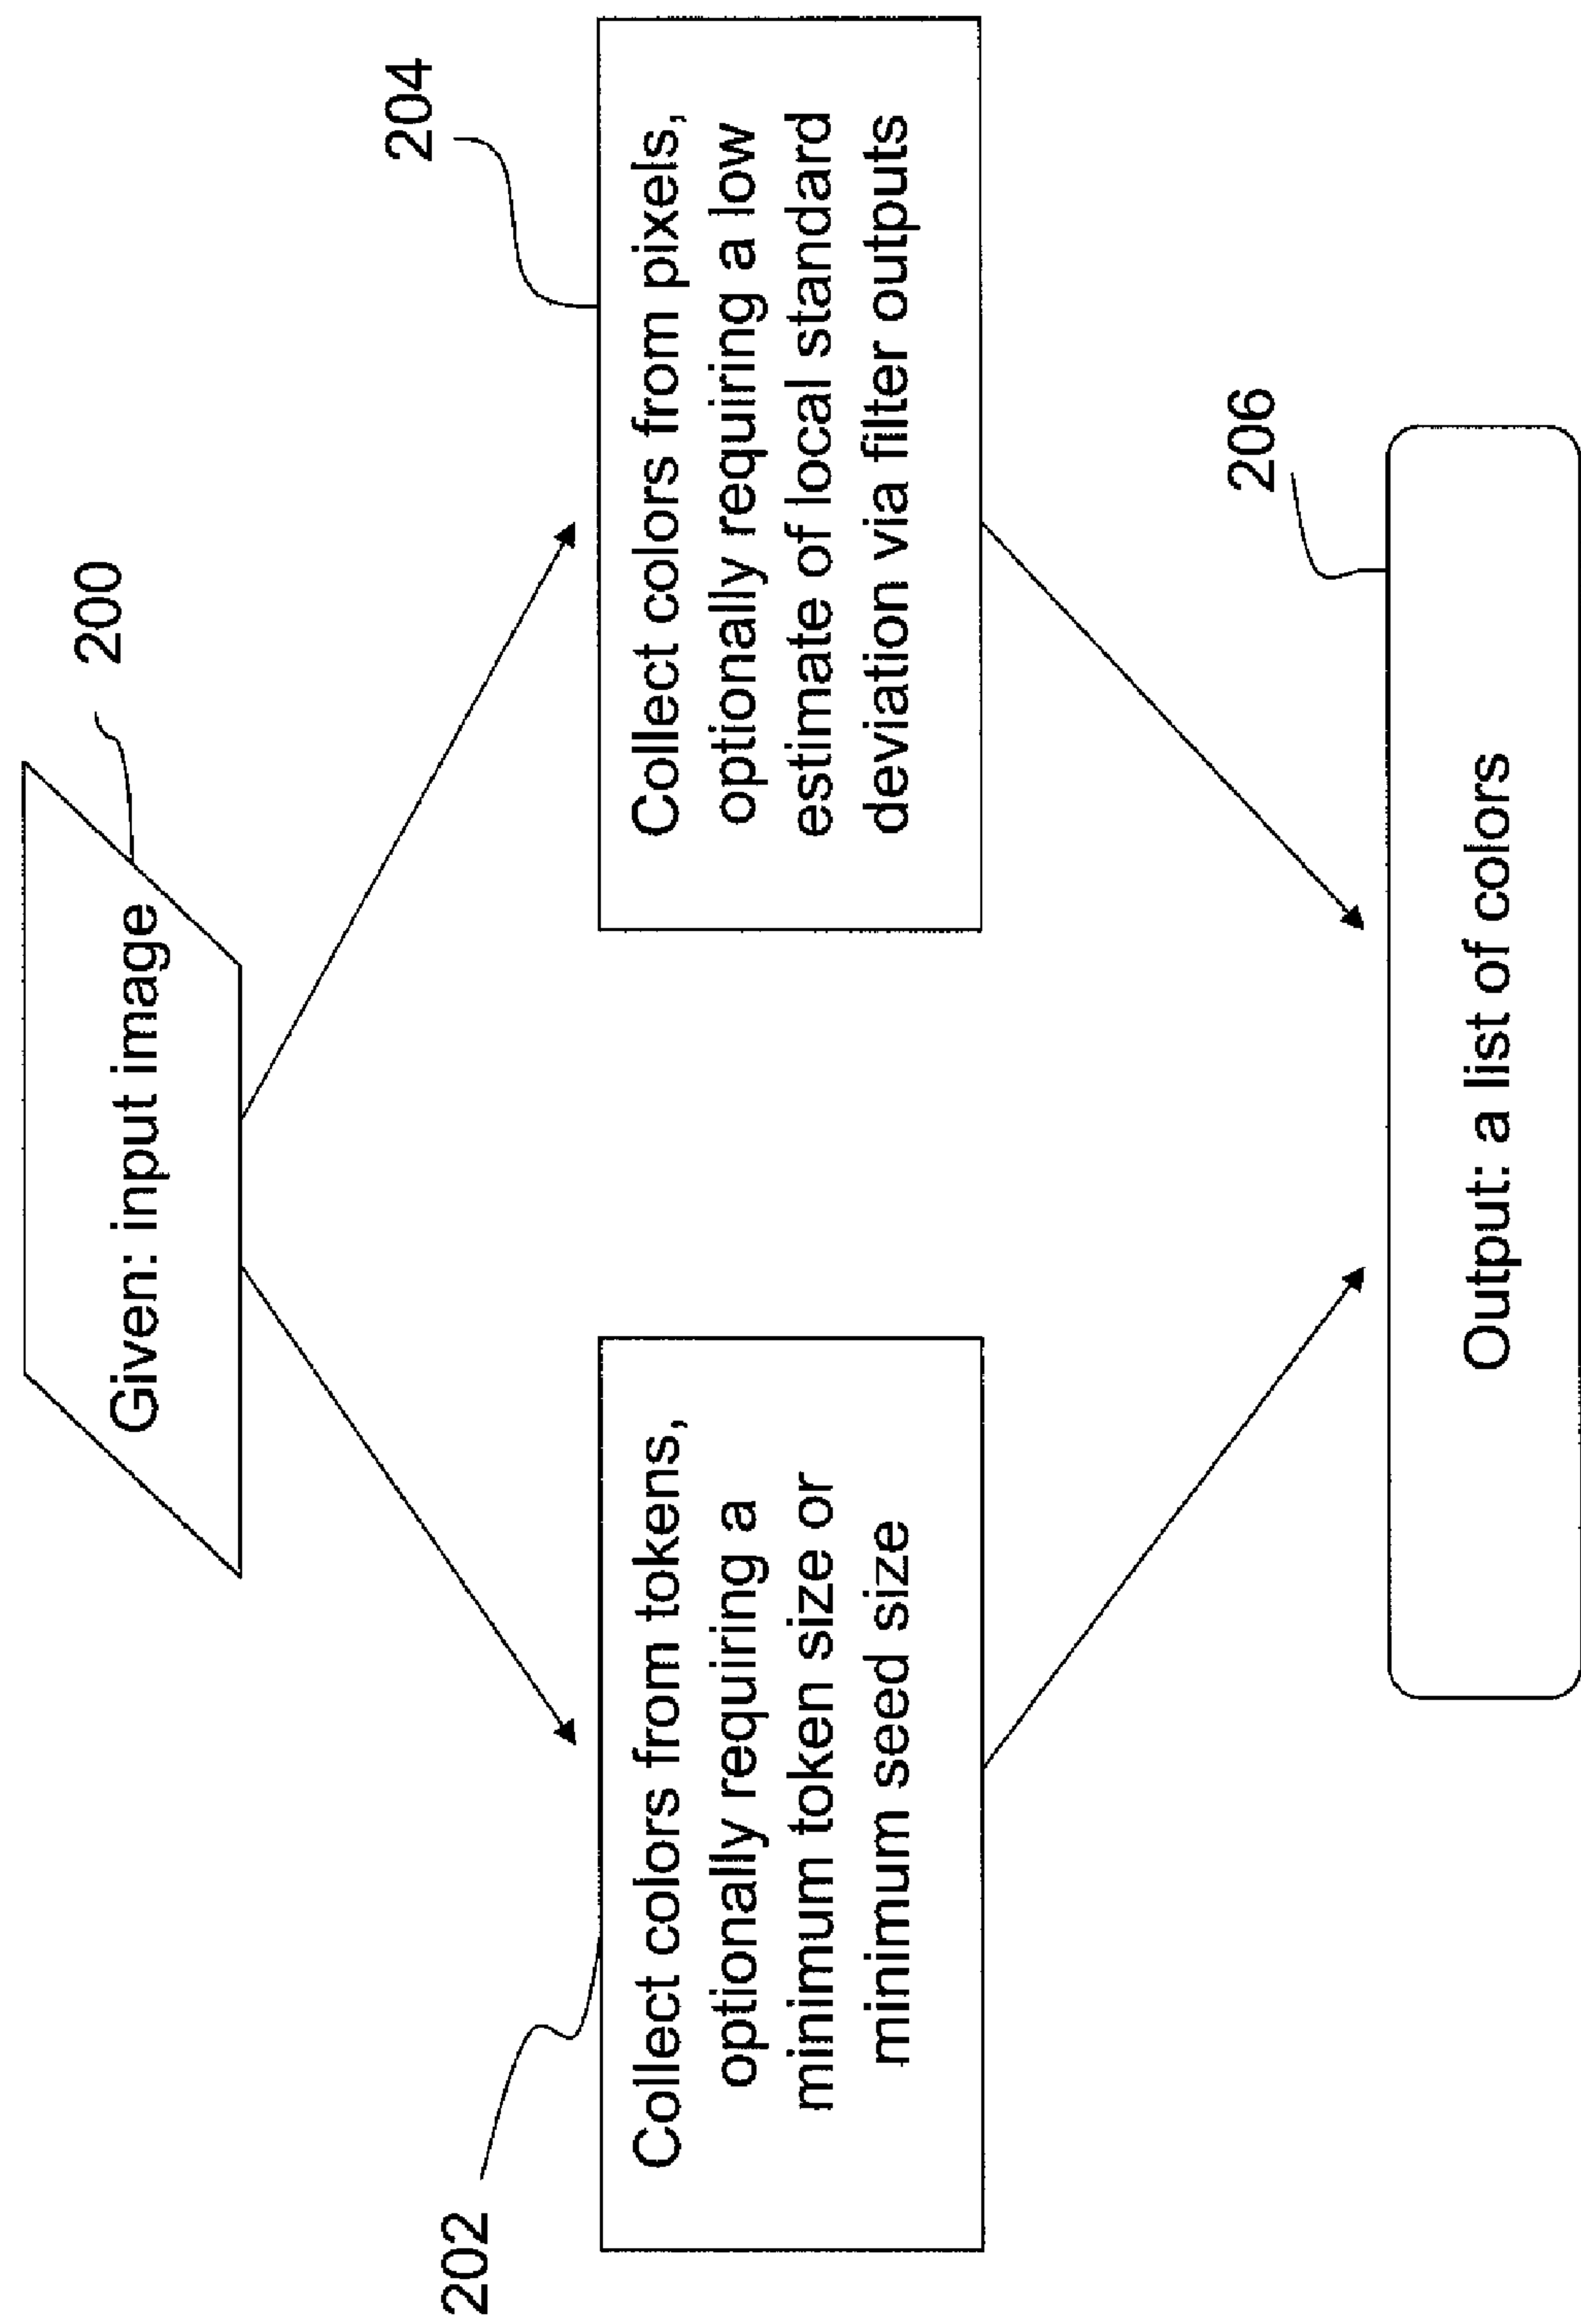 Given: input image
200
202
Collect colors from tokens,
optionally requiring a
minimum token size or
minimum seed size
204
Collect colors from pixels,
optionally requiring a low
estimate of local standard
deviation via filter outputs
206
Output: a list of colors